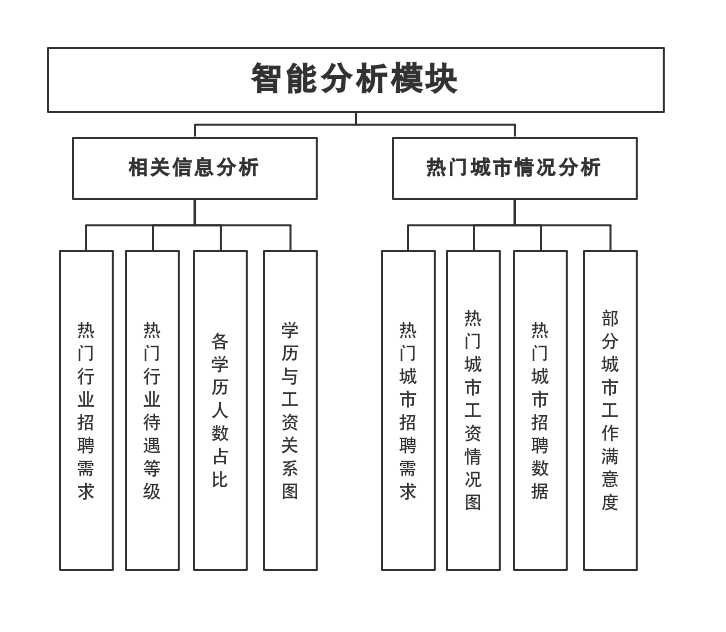 智能分析模块
相关信息分析
热门城市情况分析
热门行业招聘需求
热门行业待遇等级
各学历人数占比
学历与工资关系图
热门城市招聘需求
热门城市工资情况图
热门城市招聘数据
部分城市工作满意度